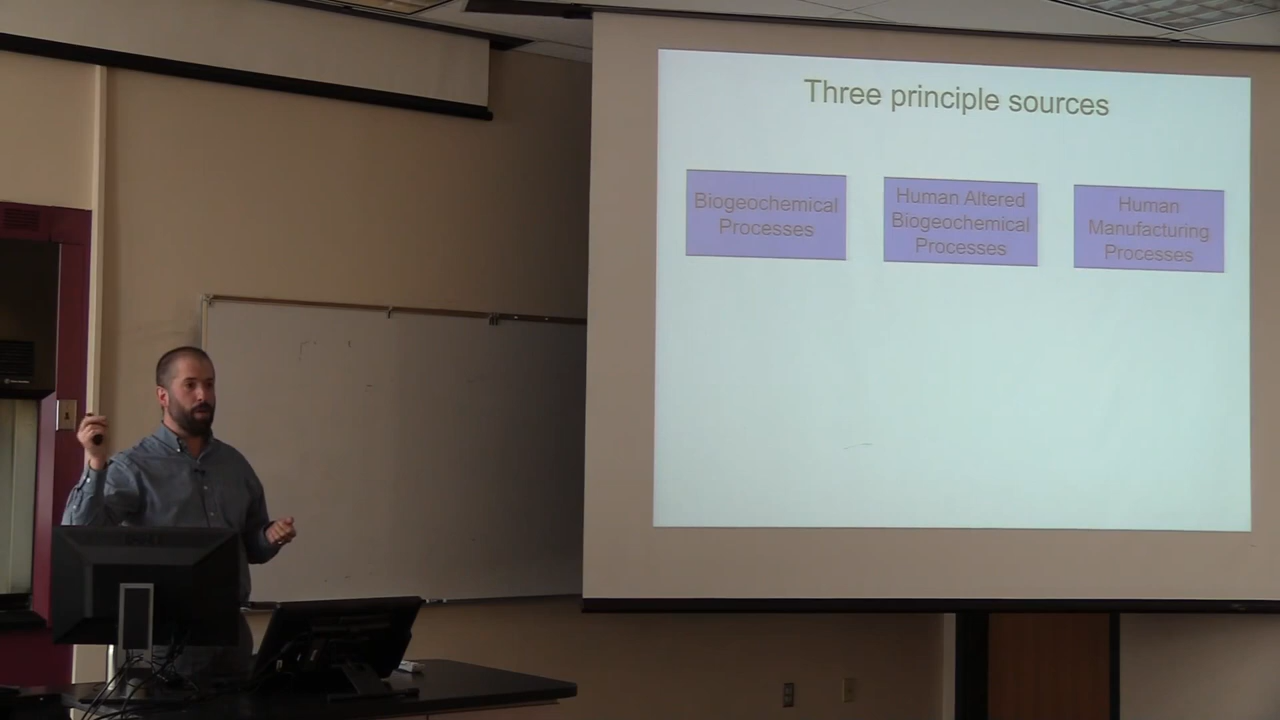 Three principle sources
Biogeochemical
Processes
Human Altered
Biogeochemical
Processes
Human
Manufacturing
Processes